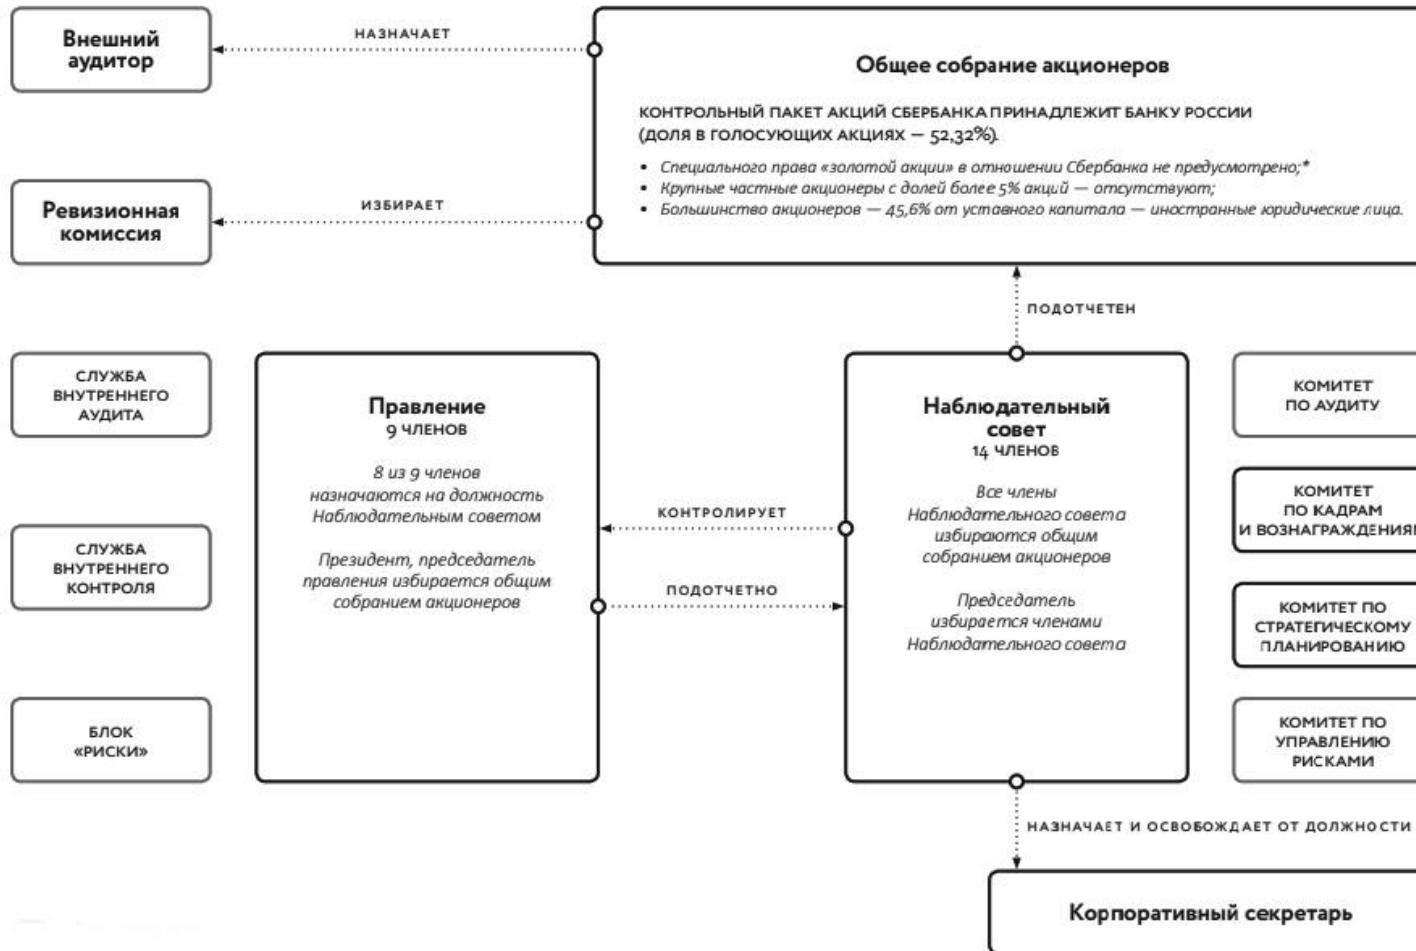 Внешний
аудитор
НАЗНАЧАЕТ
Общее собрание акционеров
КОНТРОЛЬНЫЙ ПАКЕТ АКЦИЙ СБЕРБАНКА ПРИНАДЛЕЖИТ БАНКУ РОССИИ
(ДОЛЯ В ГОЛОСУЮЩИХ АКЦИЯХ — 52,32%).
• Специального права «золотой акции» в отношении Сбербанка не предусмотрено;*
• Крупные частные акционеры с долей более 5% акций — отсутствуют;
• Большинство акционеров — 45,6% от уставного капитала — иностранные юридические лица.
Ревизионная
комиссия
ИЗБИРАЕТ
ПОДОТЧЕТЕН
СЛУЖБА
ВНУТРЕННЕГО
АУДИТА
СЛУЖБА
ВНУТРЕННЕГО
КОНТРОЛЯ
БЛОК
«РИСКИ»
Правление
9 ЧЛЕНОВ
8 из 9 членов
назначаются на должность
Наблюдательным советом
Президент, председатель
правления избирается общим
собранием акционеров
КОНТРОЛИРУЕТ
ПОДОТЧЕТНО
Наблюдательный
совет
14 ЧЛЕНОВ
Все члены
Наблюдательного совета
избираются общим
собранием акционеров
Председатель
избирается членами
Наблюдательного совета
КОМИТЕТ
ПО АУДИТУ
КОМИТЕТ
ПО КАДРАМ
И ВОЗНАГРАЖДЕНИЯ
КОМИТЕТ ПО
СТРАТЕГИЧЕСКОМУ
ПЛАНИРОВАНИЮ
КОМИТЕТ ПО
УПРАВЛЕНИЮ
РИСКАМИ
НАЗНАЧАЕТ И ОСВОБОЖДАЕТ ОТ ДОЛЖНОСТИ
Корпоративный секретарь